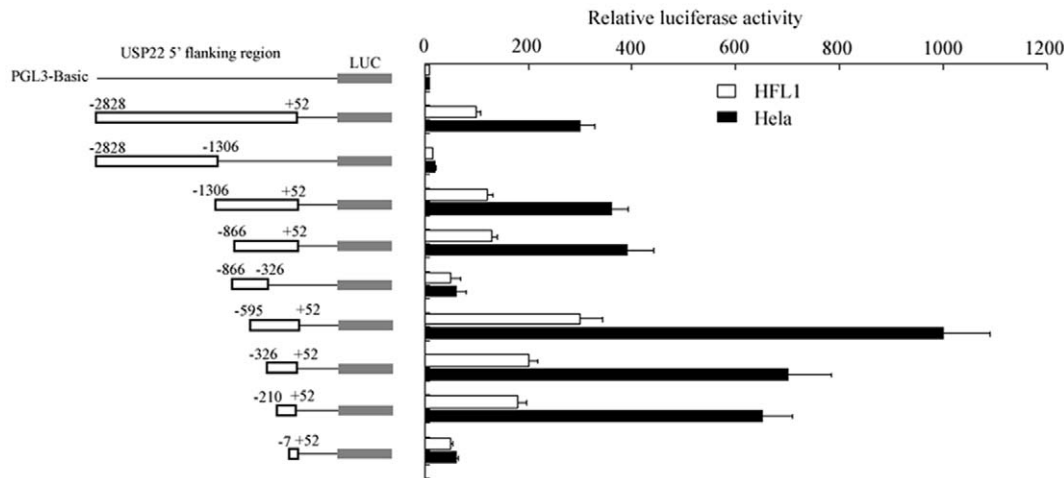 Relative luciferase activity
0 200 400 600 800 1000 1200
USP22 5' flanking region
LUC
PGL3-Basic
HFL1
Hela
-2828 +52
-2828 -1306
-1306 +52
-866 +52
-866 -326
-595 +52
-326 +52
-210 +52
-7 +52